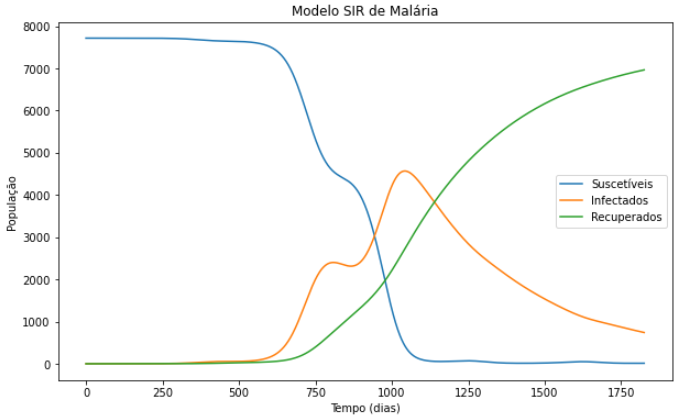 Modelo SIR de Malária
8000
7000
6000
5000
4000
3000
2000
1000
0
População
Suscetíveis
Infectados
Recuperados
0 250 500 750 1000 1250 1500 1750
Tempo (dias)